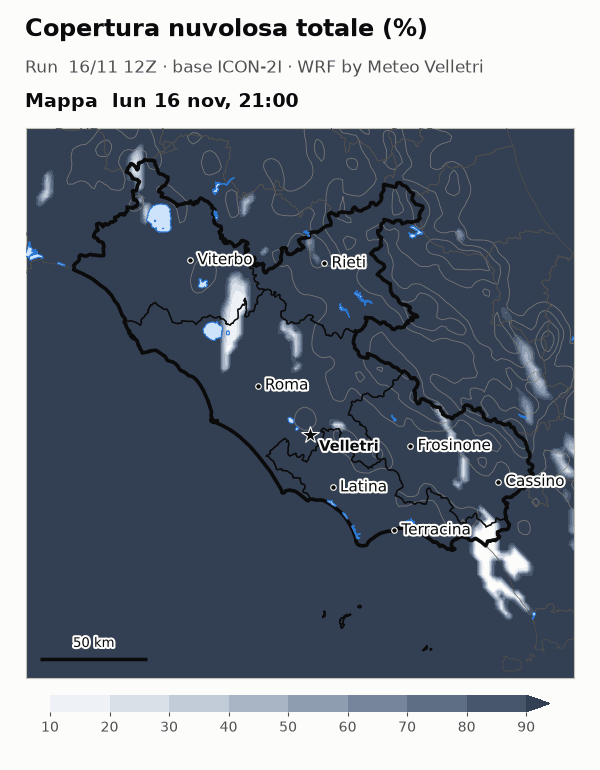 Copertura nuvolosa totale (%)
Run 16/11 12Z · base ICON-2I · WRF by Meteo Velletri
Mappa lun 16 nov, 21:00
Viterbo
Rieti
Roma
Velletri
Frosinone
Cassino
Latina
Terracina
50 km
10 20 30 40 50 60 70 80 90